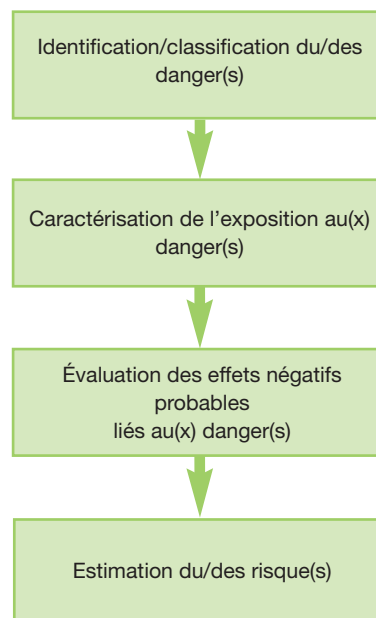 Identification/classification du/des
danger(s)
Caractérisation de l’exposition au(x)
danger(s)
Évaluation des effets négatifs
probables
liés au(x) danger(s)
Estimation du/des risque(s)